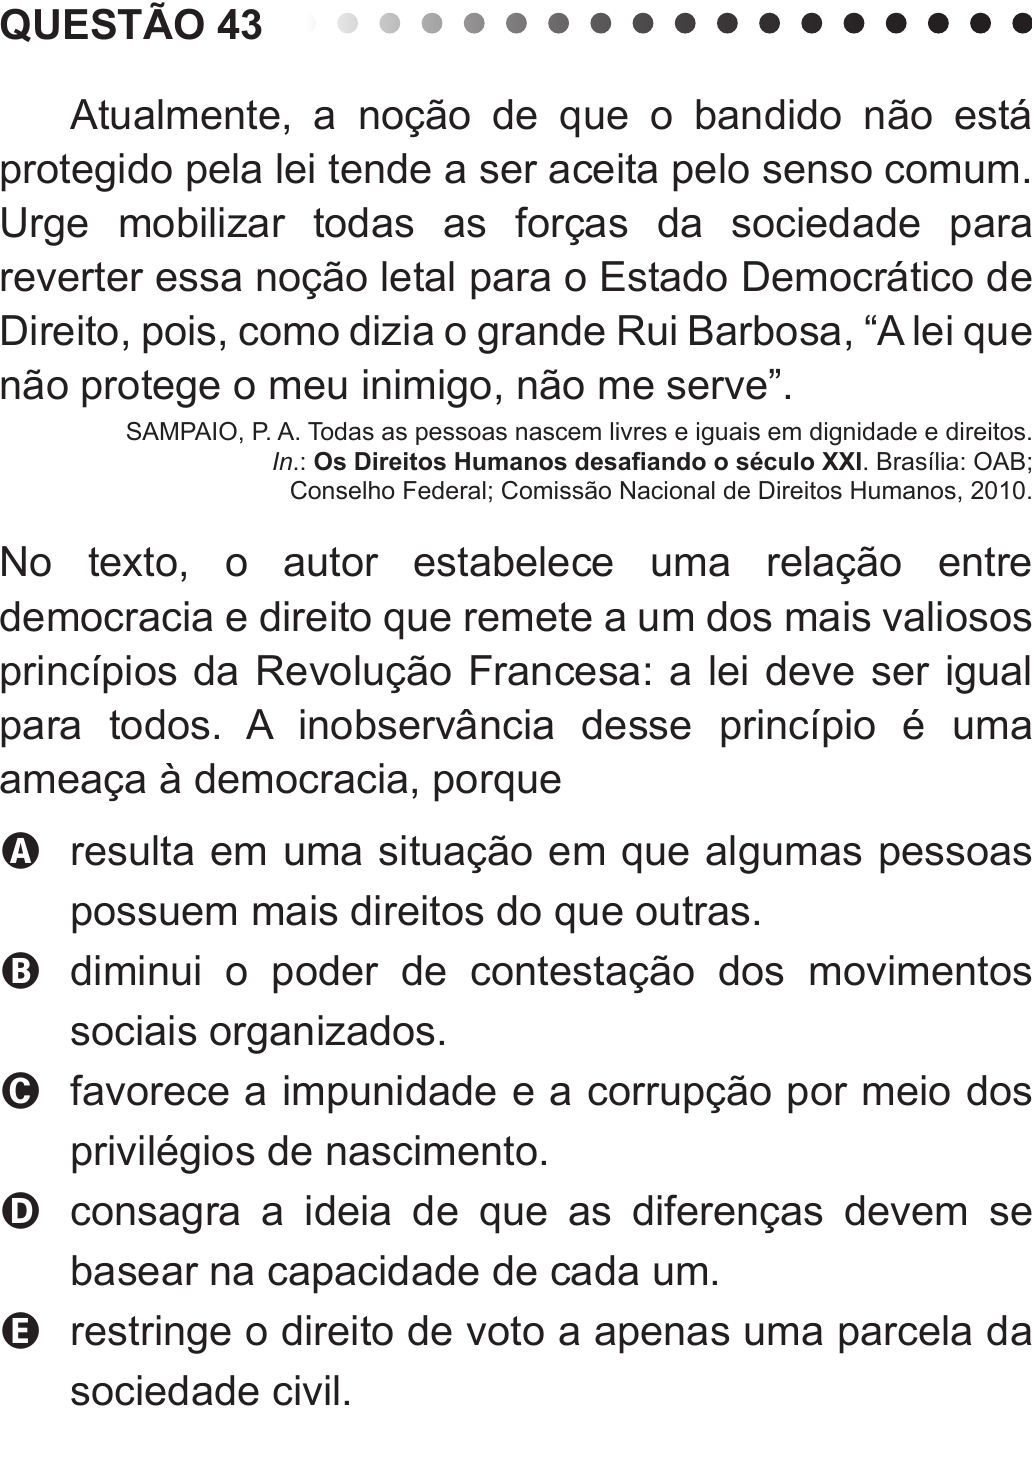 QUESTÃO 43
Atualmente, a noção de que o bandido não está
protegido pela lei tende a ser aceita pelo senso comum.
Urge mobilizar todas as forças da sociedade para
reverter essa noção letal para o Estado Democrático de
Direito, pois, como dizia o grande Rui Barbosa, “A lei que
não protege o meu inimigo, não me serve”.
SAMPAIO, P. A. Todas as pessoas nascem livres e iguais em dignidade e direitos.
In.: Os Direitos Humanos desafiando o século XXI. Brasília: OAB;
Conselho Federal; Comissão Nacional de Direitos Humanos, 2010.
No texto, o autor estabelece uma relação entre
democracia e direito que remete a um dos mais valiosos
princípios da Revolução Francesa: a lei deve ser igual
para todos. A inobservância desse princípio é uma
ameaça à democracia, porque
A resulta em uma situação em que algumas pessoas
possuem mais direitos do que outras.
B diminui o poder de contestação dos movimentos
sociais organizados.
C favorece a impunidade e a corrupção por meio dos
privilégios de nascimento.
D consagra a ideia de que as diferenças devem se
basear na capacidade de cada um.
E restringe o direito de voto a apenas uma parcela da
sociedade civil.